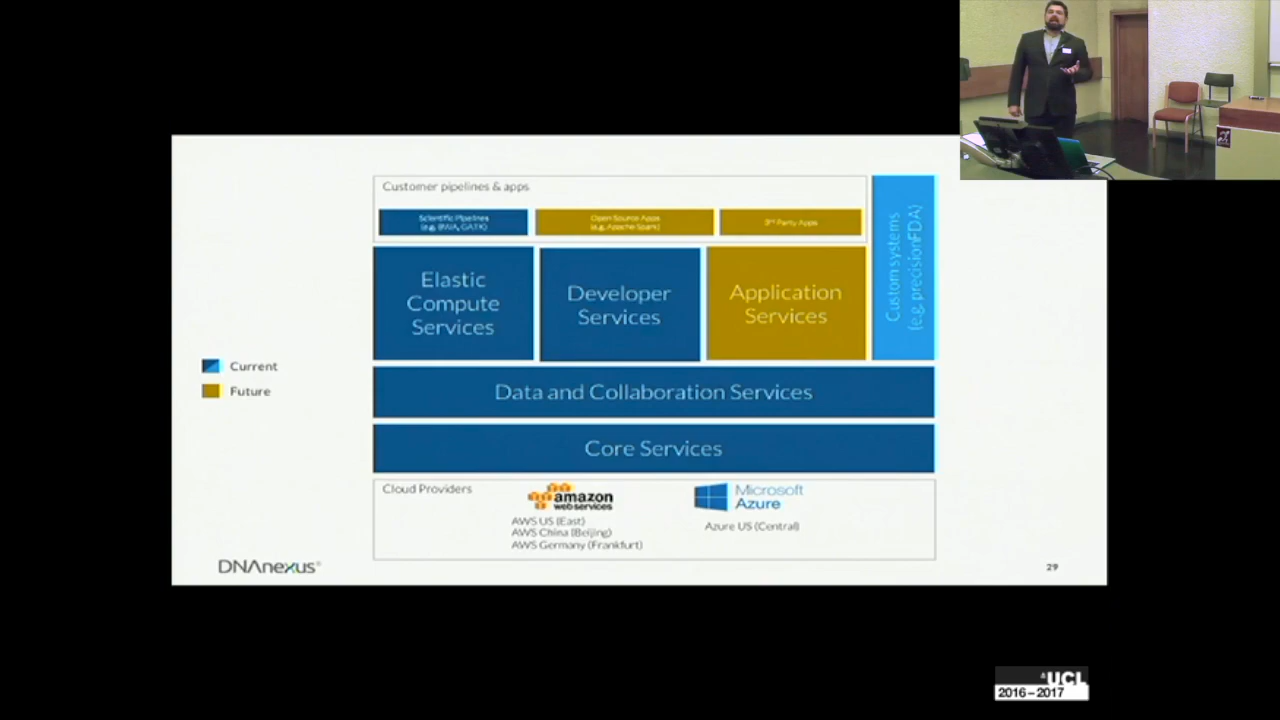 Customer pipelines & apps
Scientific Pipelines
(e.g. BWA, GATK)
Open Source Apps
(e.g. Apache Spark)
3rd Party Apps
Custom systems
(e.g. precisionFDA)
Elastic
Compute
Services
Developer
Services
Application
Services
Current
Future
Data and Collaboration Services
Core Services
Cloud Providers
amazon
webservices
Microsoft
Azure
AWS US (East)
AWS China (Beijing)
AWS Germany (Frankfurt)
Azure US (Central)
DNAnexus®
29
UCL
2016–2017